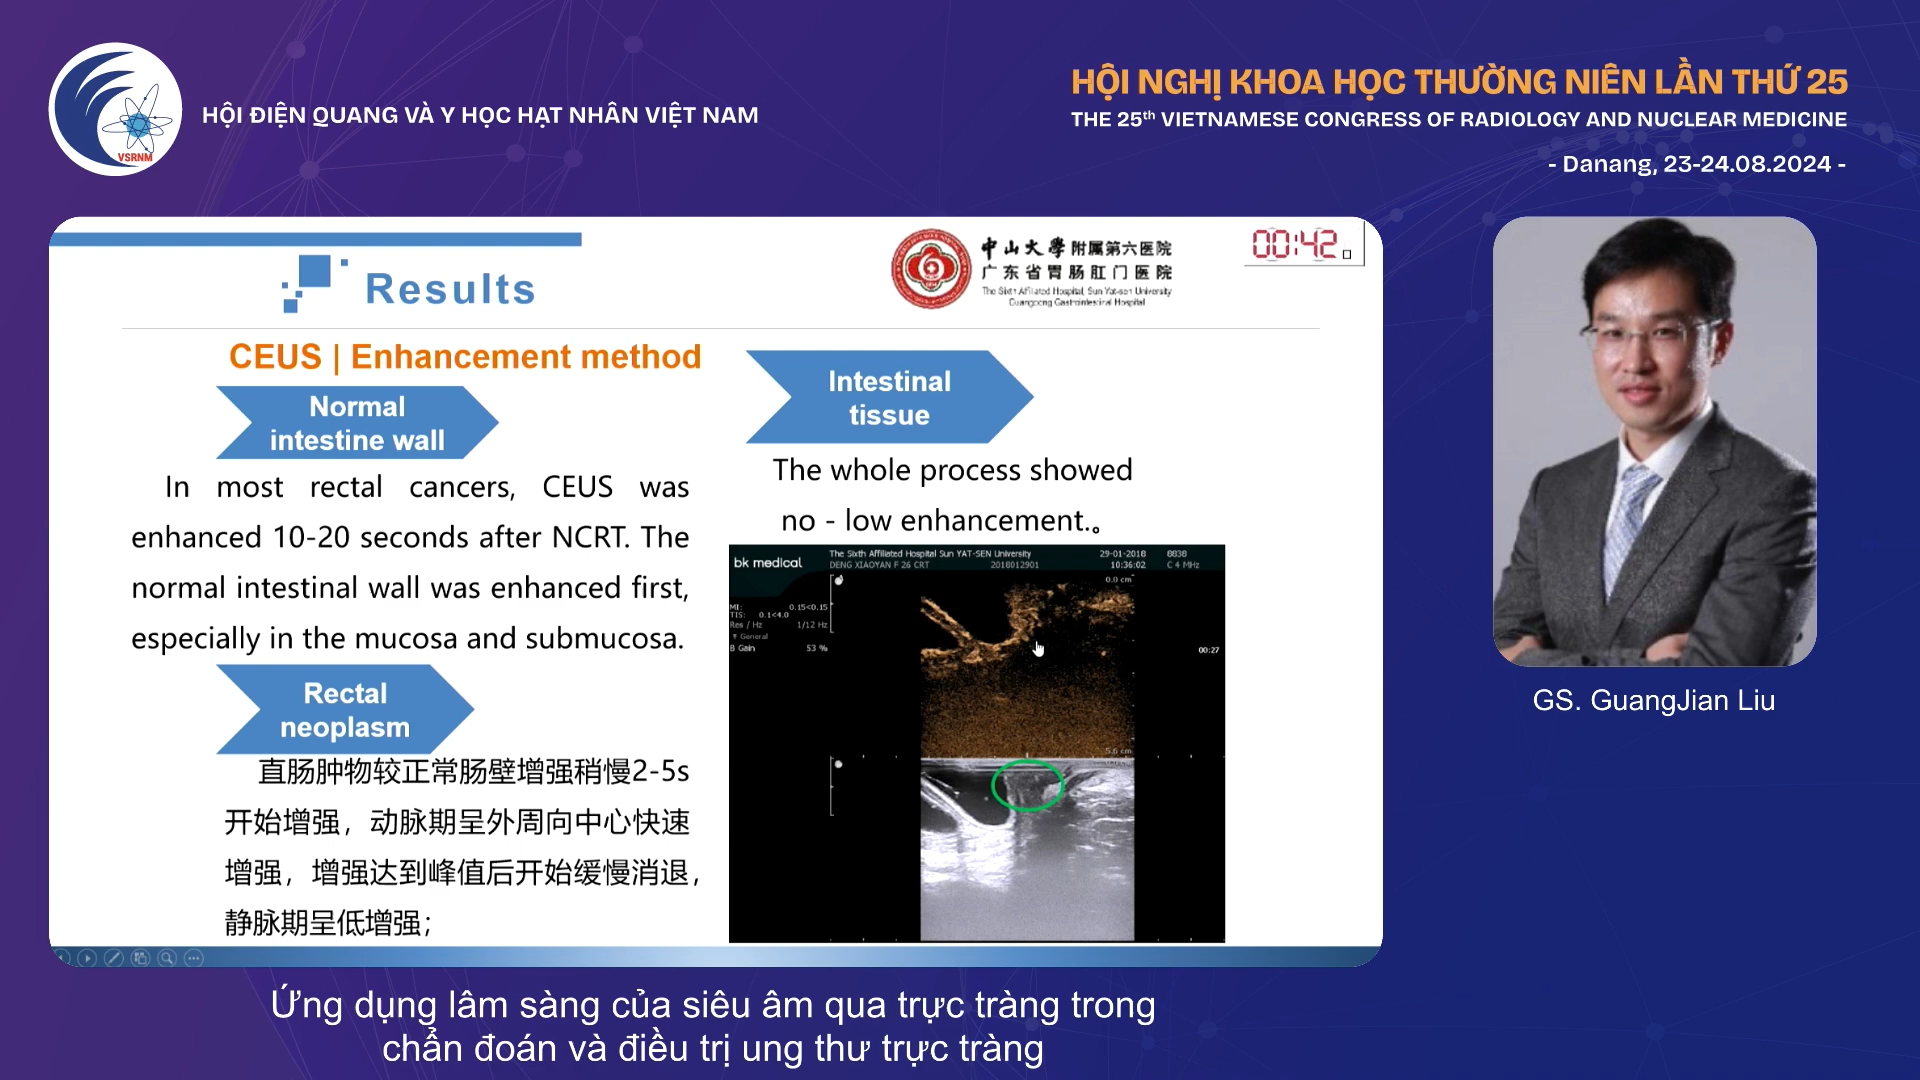 VSRNM
HỘI ĐIỆN QUANG VÀ Y HỌC HẠT NHÂN VIỆT NAM
HỘI NGHỊ KHOA HỌC THƯỜNG NIÊN LẦN THỨ 25
THE 25th VIETNAMESE CONGRESS OF RADIOLOGY AND NUCLEAR MEDICINE
- Danang, 23-24.08.2024 -
Results
中山大学附属第六医院
广东省胃肠肛门医院
The Sixth Affiliated Hospital, Sun Yat-sen University
Guangdong Gastrointestinal Hospital
00:42
CEUS | Enhancement method
Normal
intestine wall
In most rectal cancers, CEUS was
enhanced 10-20 seconds after NCRT. The
normal intestinal wall was enhanced first,
especially in the mucosa and submucosa.
Rectal
neoplasm
直肠肿物较正常肠壁增强稍慢2-5s
开始增强，动脉期呈外周向中心快速
增强，增强达到峰值后开始缓慢消退，
静脉期呈低增强；
Intestinal
tissue
The whole process showed
no - low enhancement.。
bk medical
The Sixth Affiliated Hospital Sun YAT-SEN University
29-01-2018 8838
DENG XIAOYAN F 26 CRT 2018012901
10:36:02 C 4 MHz
0.0 cm
MI: 0.15<0.15
TIS: 0.1<4.0
Res / Hz 1/12 Hz
▼ General
B Gain 53 %
00:27
5.6 cm
GS. GuangJian Liu
Ứng dụng lâm sàng của siêu âm qua trực tràng trong
chẩn đoán và điều trị ung thư trực tràng